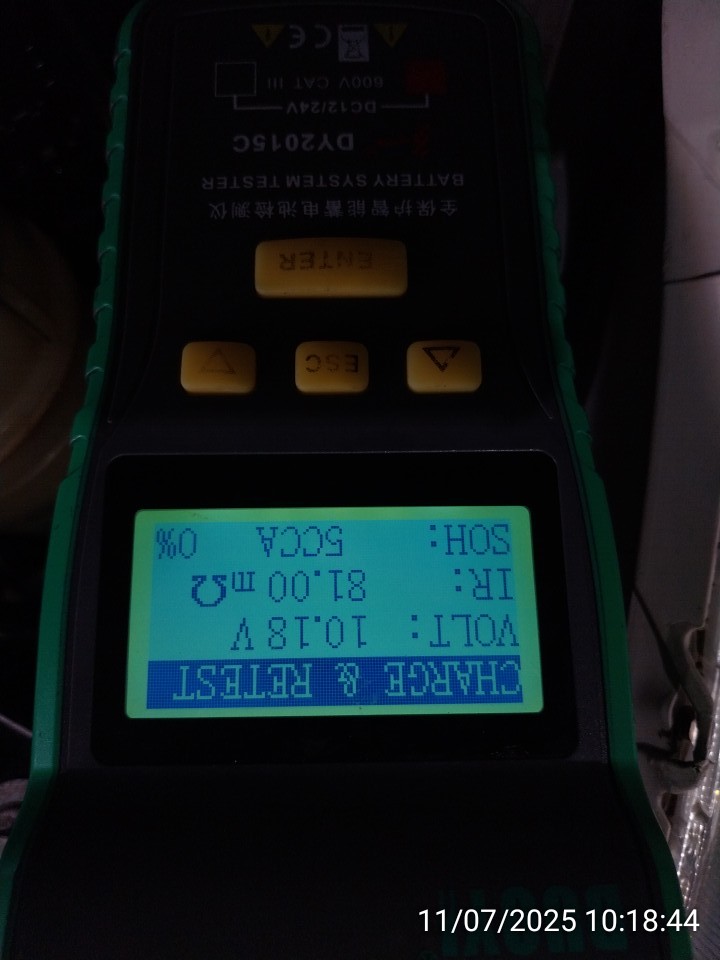 CHARGE & RETEST
VOLT: 10.18V
IR: 81.00mΩ
SOH: 5CCA 0%
ESC
ENTER
全保护智能蓄电池检测仪
BATTERY SYSTEM TESTER
DY2015C
DC12/24V
600V CAT III
CE
11/07/2025 10:18:44